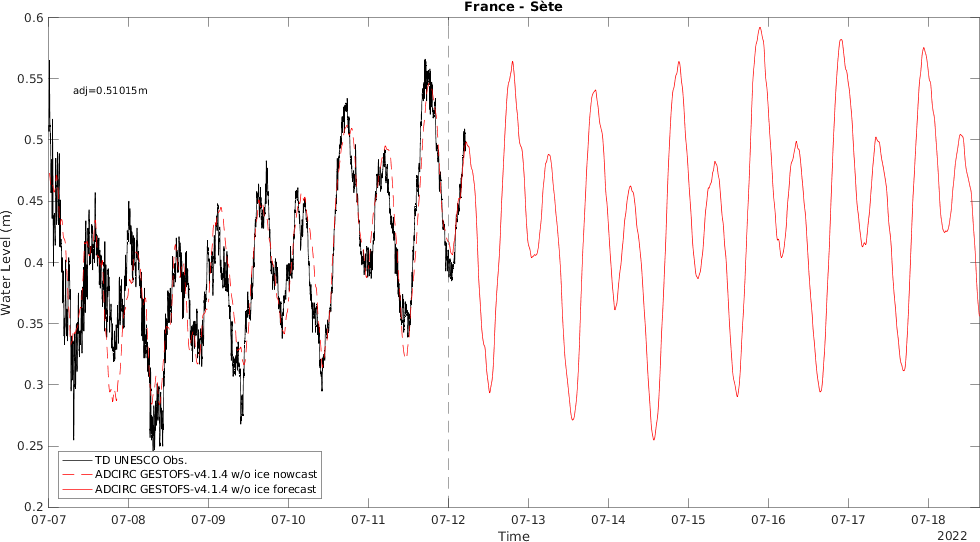 France - Sète
0.6
0.55
0.5
0.45
0.4
0.35
0.3
0.25
0.2
Water Level (m)
adj=0.51015m
TD UNESCO Obs.
ADCIRC GESTOFS-v4.1.4 w/o ice nowcast
ADCIRC GESTOFS-v4.1.4 w/o ice forecast
07-07 07-08 07-09 07-10 07-11 07-12 07-13 07-14 07-15 07-16 07-17 07-18
Time
2022